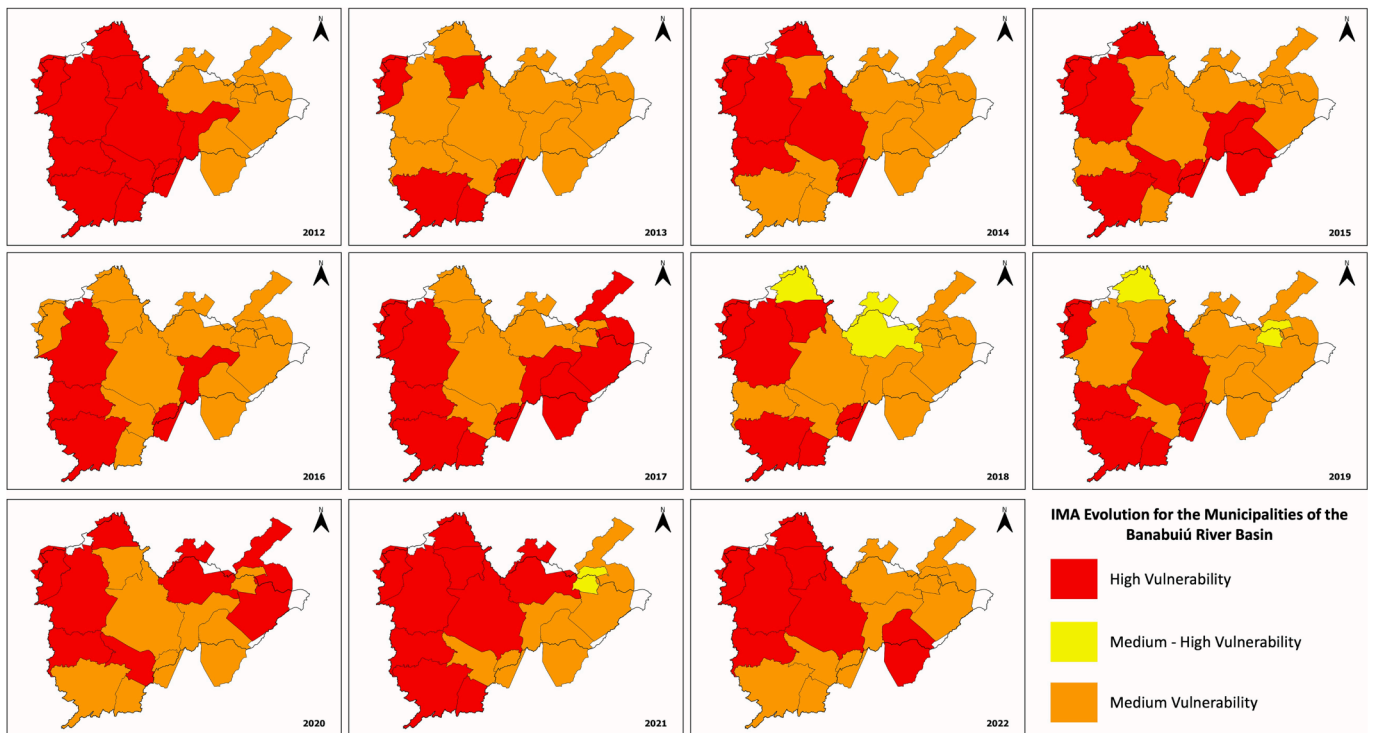 N
N
N
N
2012
2013
2014
2015
N
N
N
N
2016
2017
2018
2019
N
N
N
2020
2021
2022
IMA Evolution for the Municipalities of the
Banabuiú River Basin
High Vulnerability
Medium - High Vulnerability
Medium Vulnerability